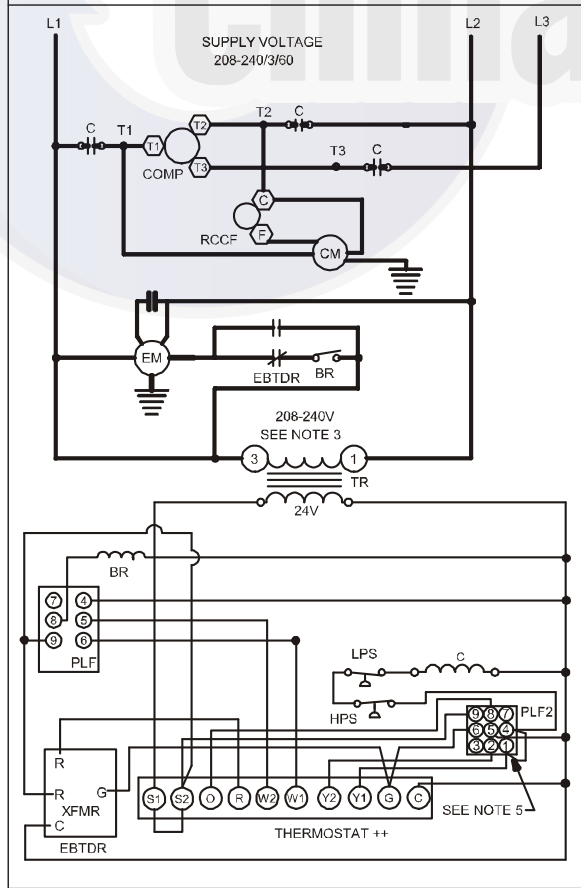 L1
L2
L3
SUPPLY VOLTAGE
208-240/3/60
C
T1
T1
T2
T2
C
COMP
T3
T3
C
C
RCCF
F
CM
EM
EBTDR
BR
208-240V
SEE NOTE 3
3
1
TR
24V
BR
7 4
8 5
9 6
PLF
LPS
C
HPS
9 8 7
6 5 4
3 2 1
PLF2
R
R
G
XFMR
C
EBTDR
S1 S2 O R W2 W1 Y2 Y1 G C
SEE NOTE 5
THERMOSTAT ++